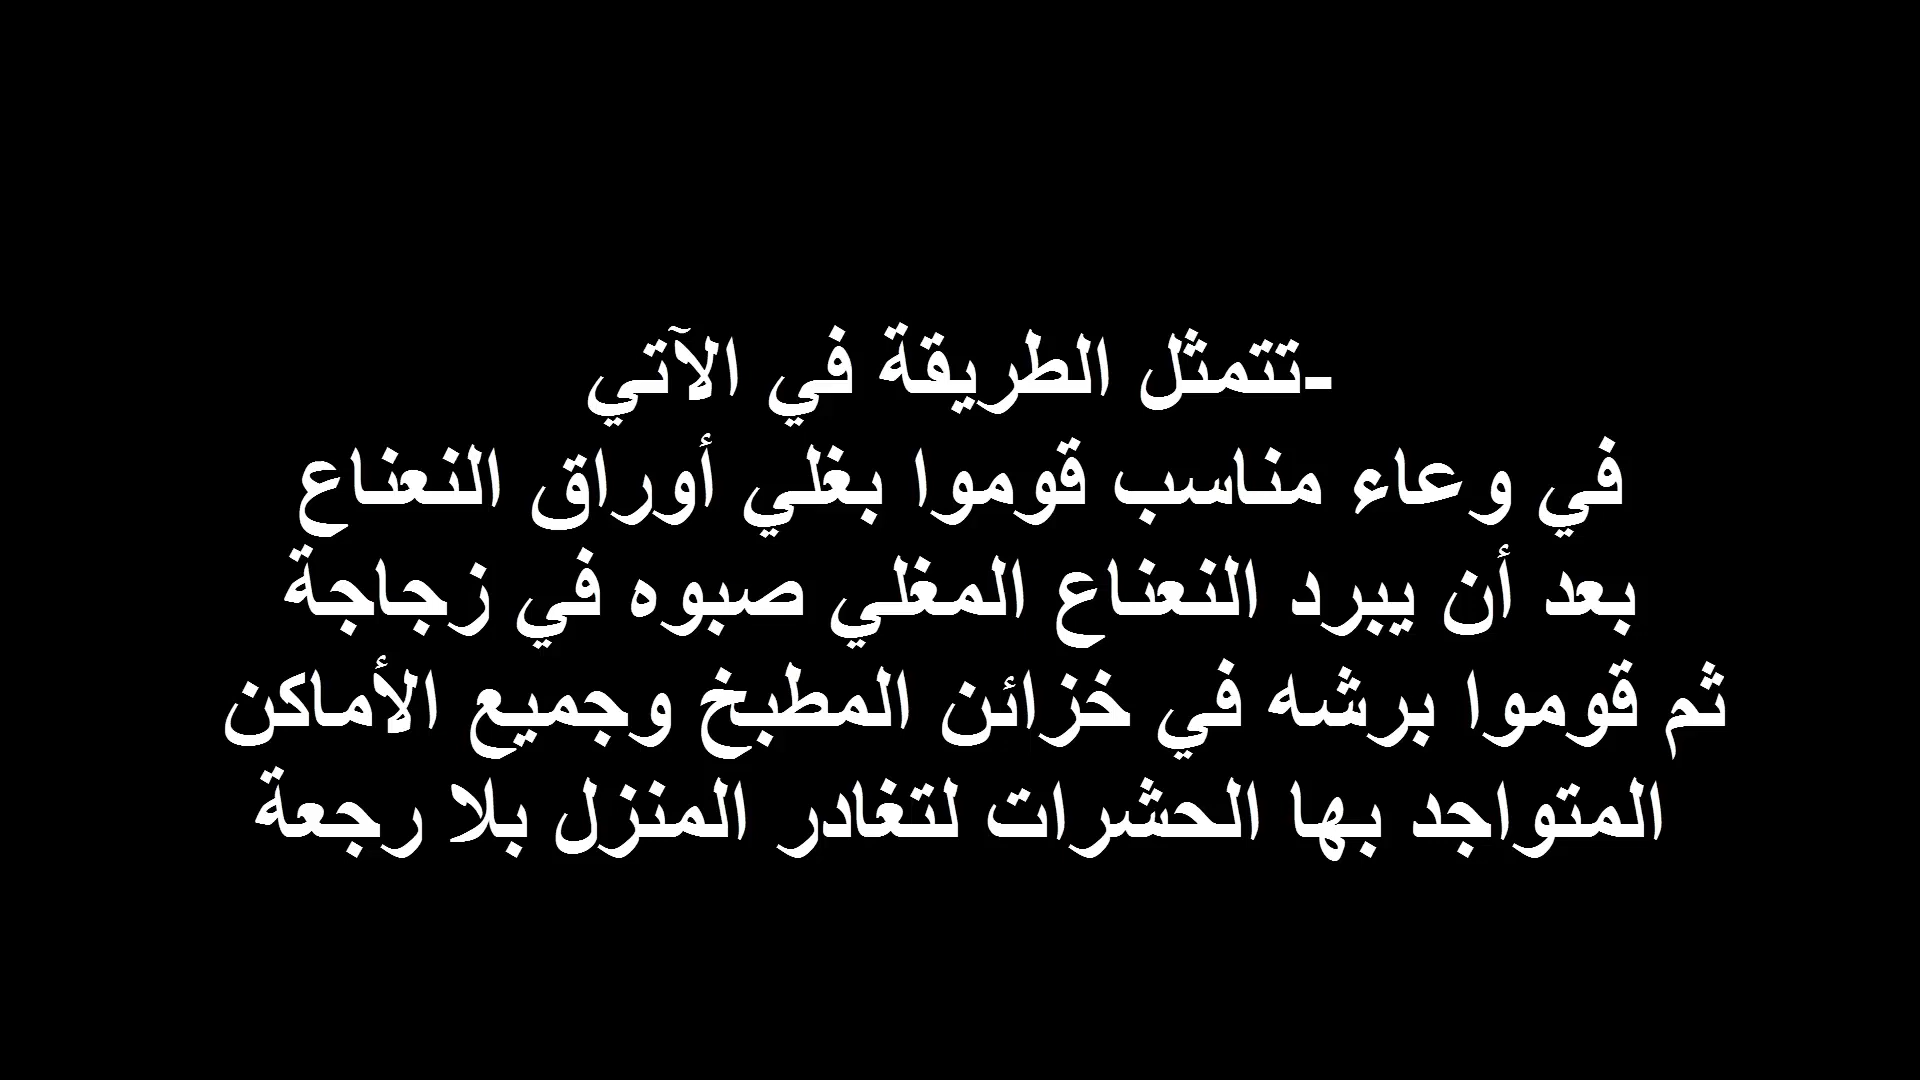 -تتمثل الطريقة في الآتي
في وعاء مناسب قوموا بغلي أوراق النعناع
بعد أن يبرد النعناع المغلي صبوه في زجاجة
ثم قوموا برشه في خزائن المطبخ وجميع الأماكن
المتواجد بها الحشرات لتغادر المنزل بلا رجعة